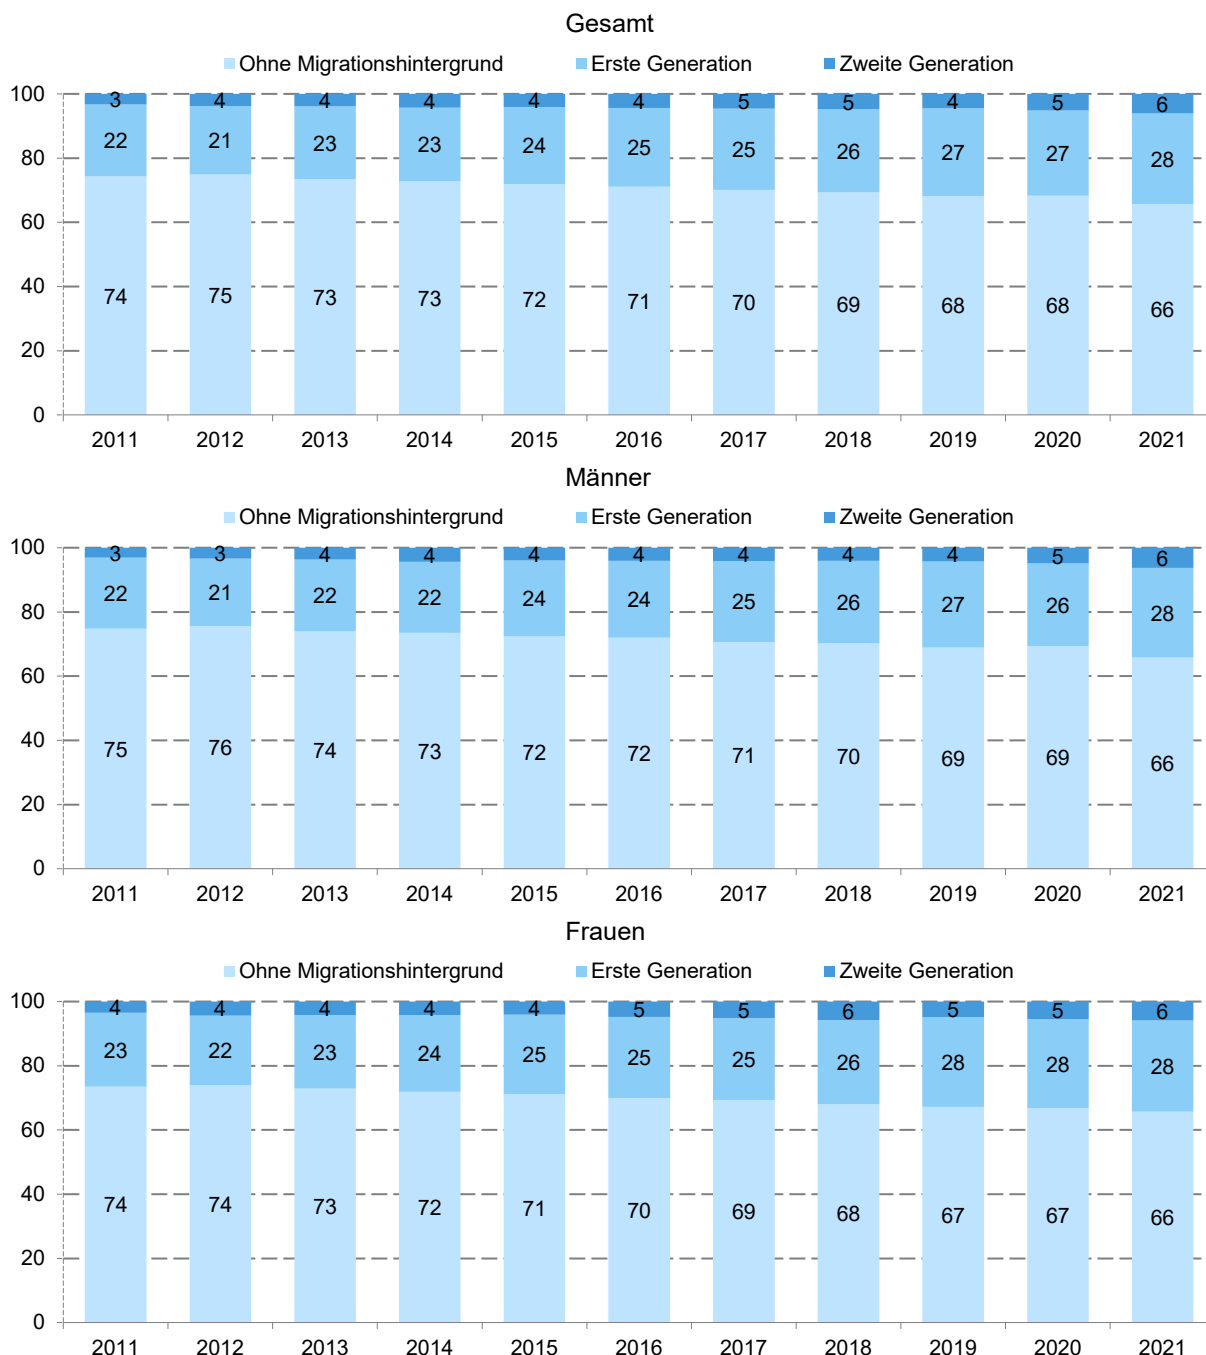 Gesamt
Ohne Migrationshintergrund Erste Generation Zweite Generation
100
3 4 4 4 4 4 5 5 4 5 6
22 21 23 23 24 25 25 26 27 27 28
80
60
74 75 73 73 72 71 70 69 68 68 66
40
20
0
2011 2012 2013 2014 2015 2016 2017 2018 2019 2020 2021
Männer
Ohne Migrationshintergrund Erste Generation Zweite Generation
100
3 3 4 4 4 4 4 4 4 5 6
22 21 22 22 24 24 25 26 27 26 28
80
60
75 76 74 73 72 72 71 70 69 69 66
40
20
0
2011 2012 2013 2014 2015 2016 2017 2018 2019 2020 2021
Frauen
Ohne Migrationshintergrund Erste Generation Zweite Generation
100
4 4 4 4 4 5 5 6 5 5 6
23 22 23 24 25 25 25 26 28 28 28
80
60
74 74 73 72 71 70 69 68 67 67 66
40
20
0
2011 2012 2013 2014 2015 2016 2017 2018 2019 2020 2021